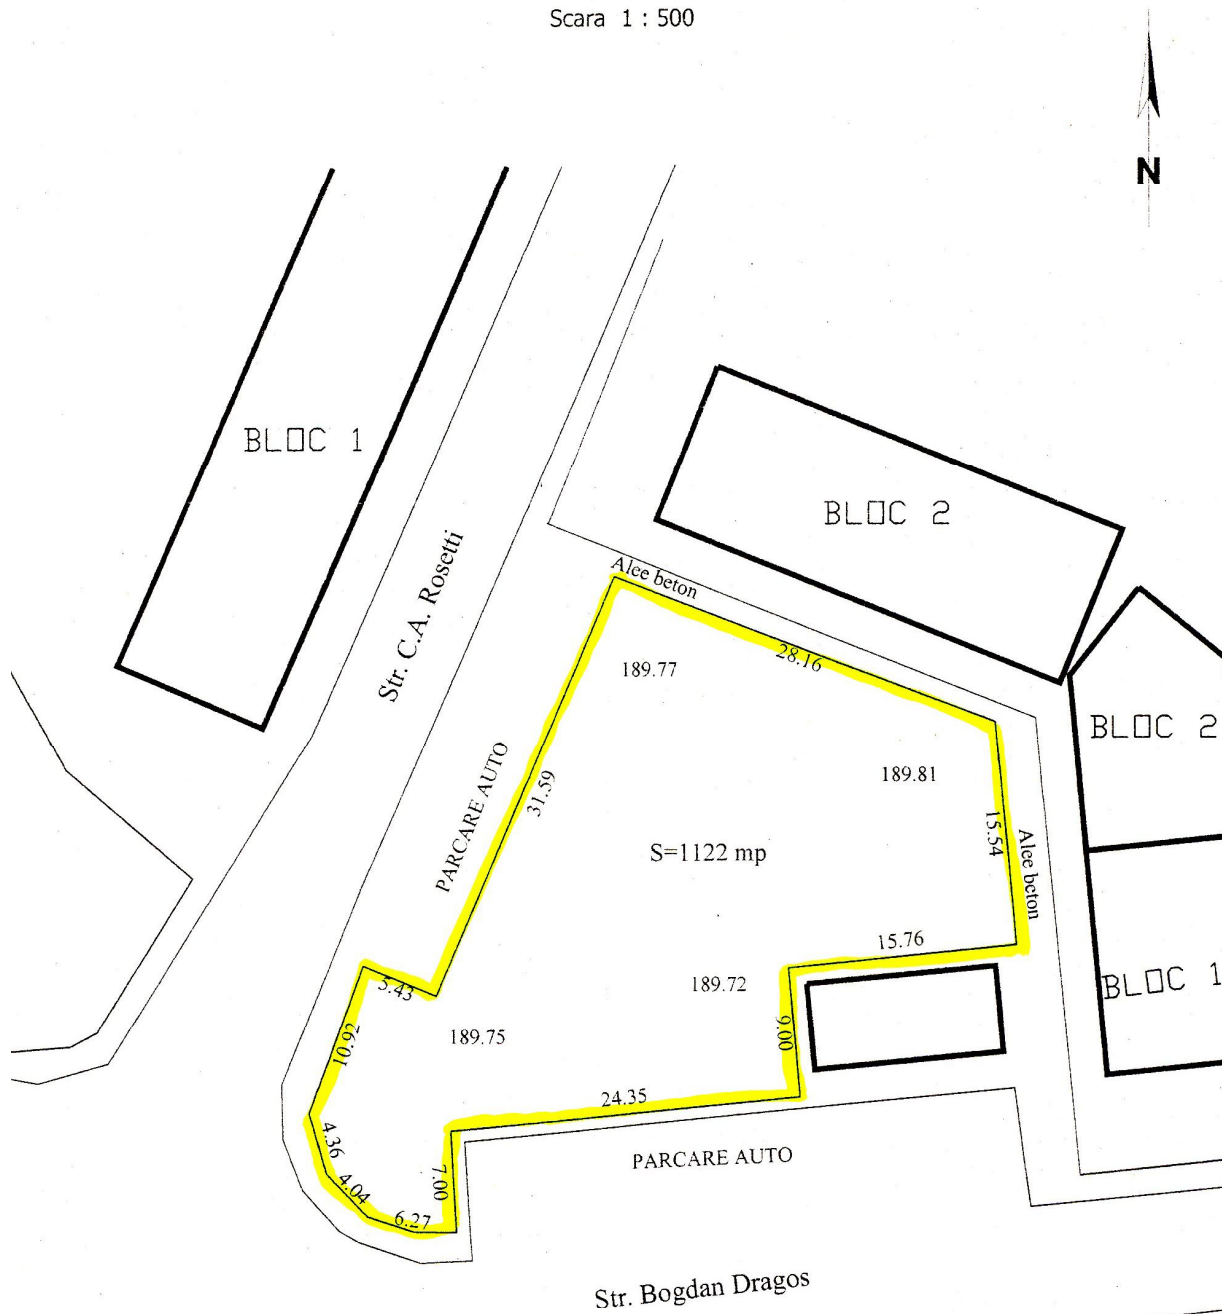 Scara 1 : 500
N
BLOC 1
BLOC 2
Str. C.A. Rosetti
Alee beton
28.16
189.77
BLOC 2
PARCARE AUTO
31.59
189.81
15.54
Alee beton
S=1122 mp
15.76
5.43
189.72
BLOC 1
10.92
189.75
9.00
24.35
4.36
PARCARE AUTO
4.04
7.00
6.27
Str. Bogdan Dragos